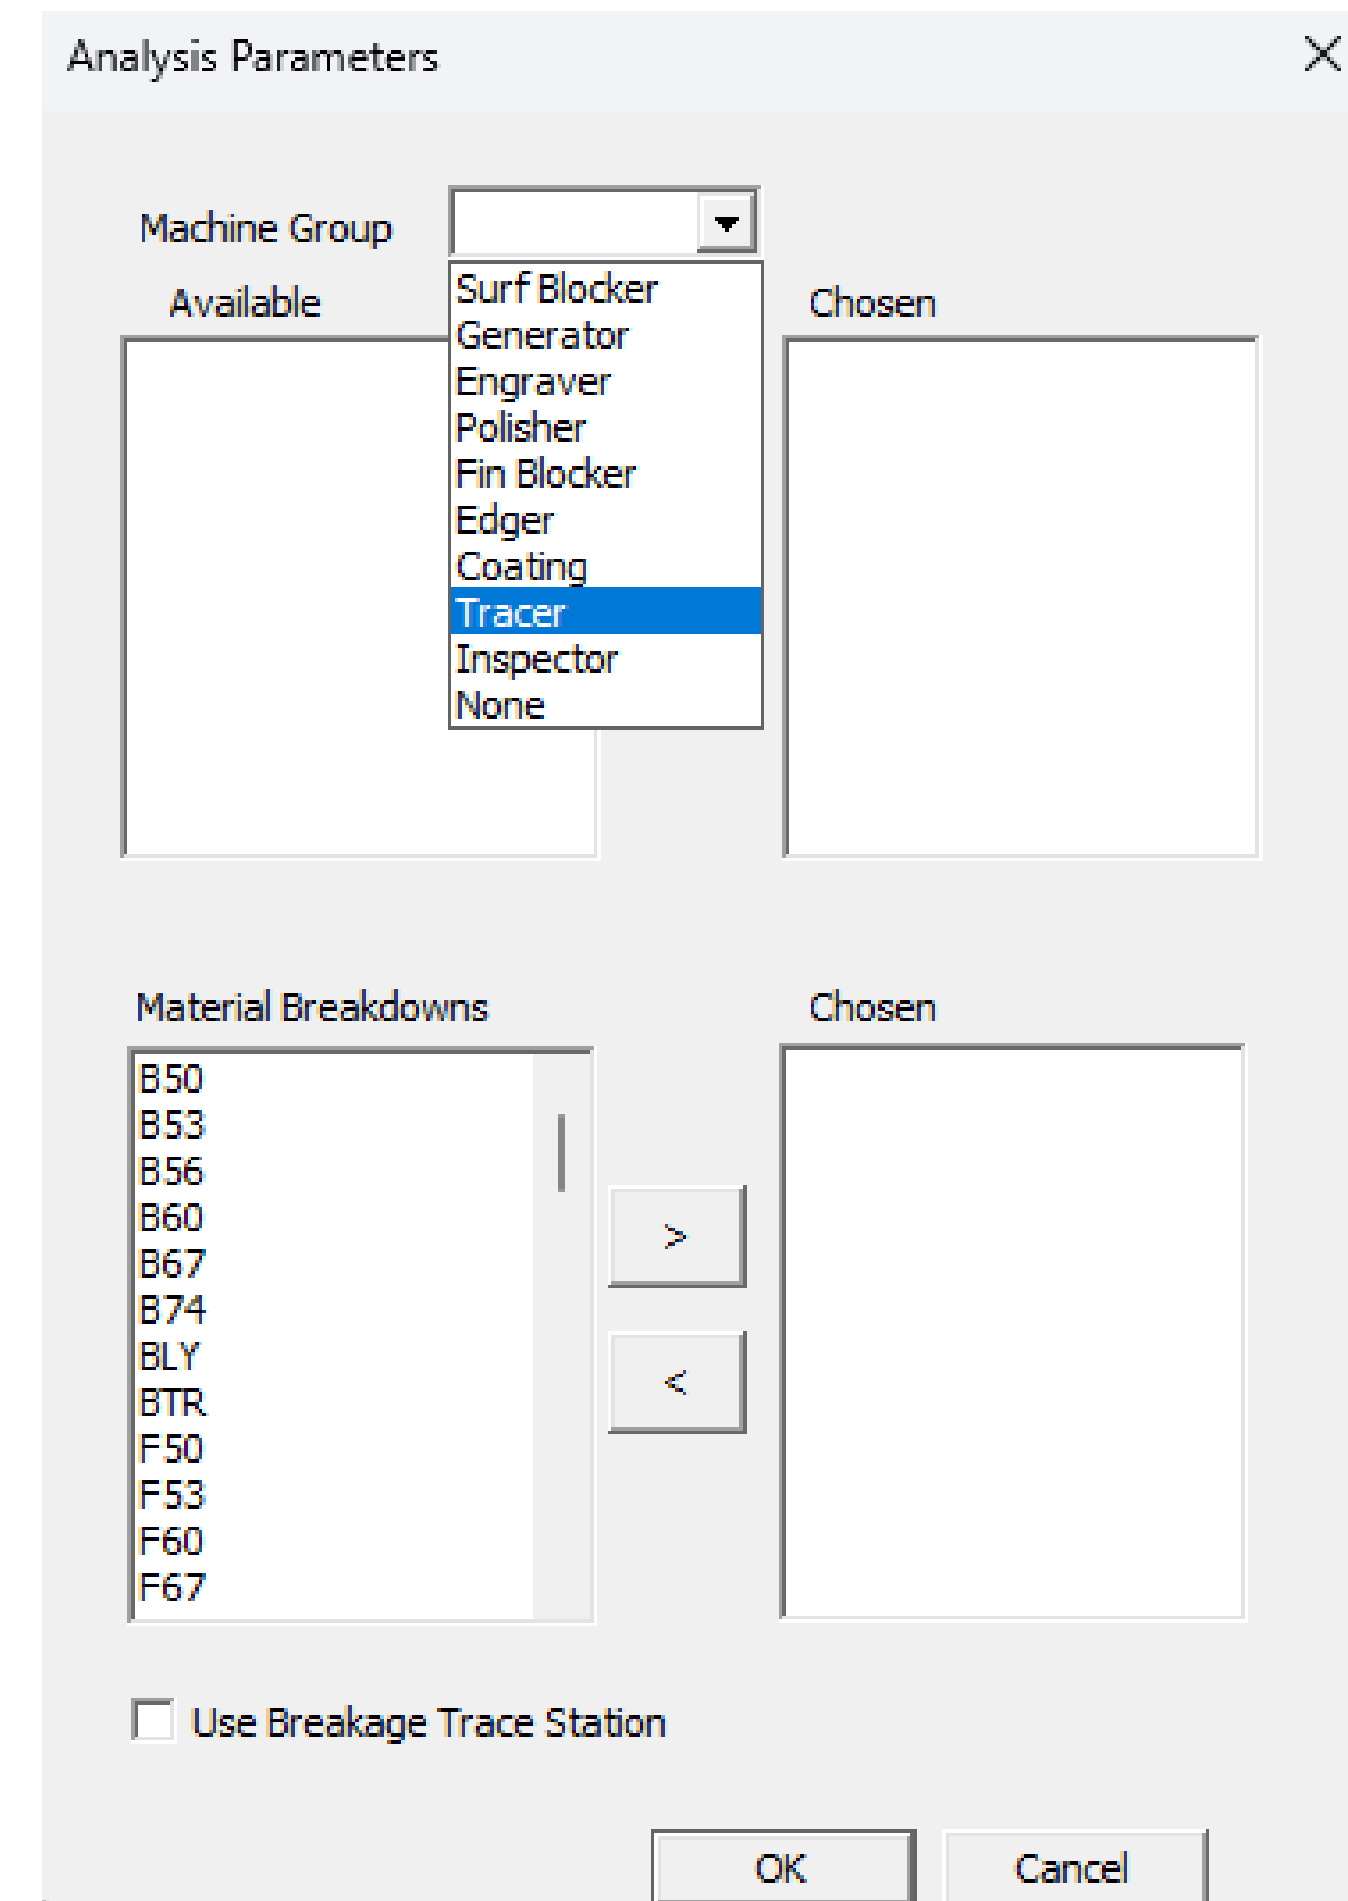 Analysis Parameters
Machine Group
Surf Blocker
Generator
Engraver
Polisher
Fin Blocker
Edger
Coating
Tracer
Inspector
None
Available
Chosen
Material Breakdowns
Chosen
B50
B53
B56
B60
B67
B74
BLY
BTR
F50
F53
F60
F67
>
<
Use Breakage Trace Station
OK
Cancel